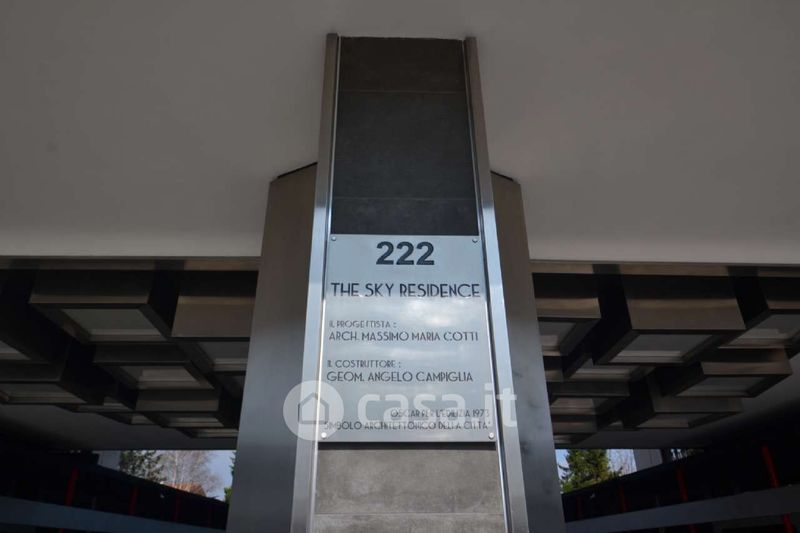 222
THE SKY RESIDENCE
IL PROGETTISTA :
ARCH. MASSIMO MARIA COTTI
IL COSTRUTTORE :
GEOM. ANGELO CAMPIGLIA
casa.it
OSCAR PER L'EDILIZIA 1973
SIMBOLO ARCHITETTONICO DELLA CITTA'